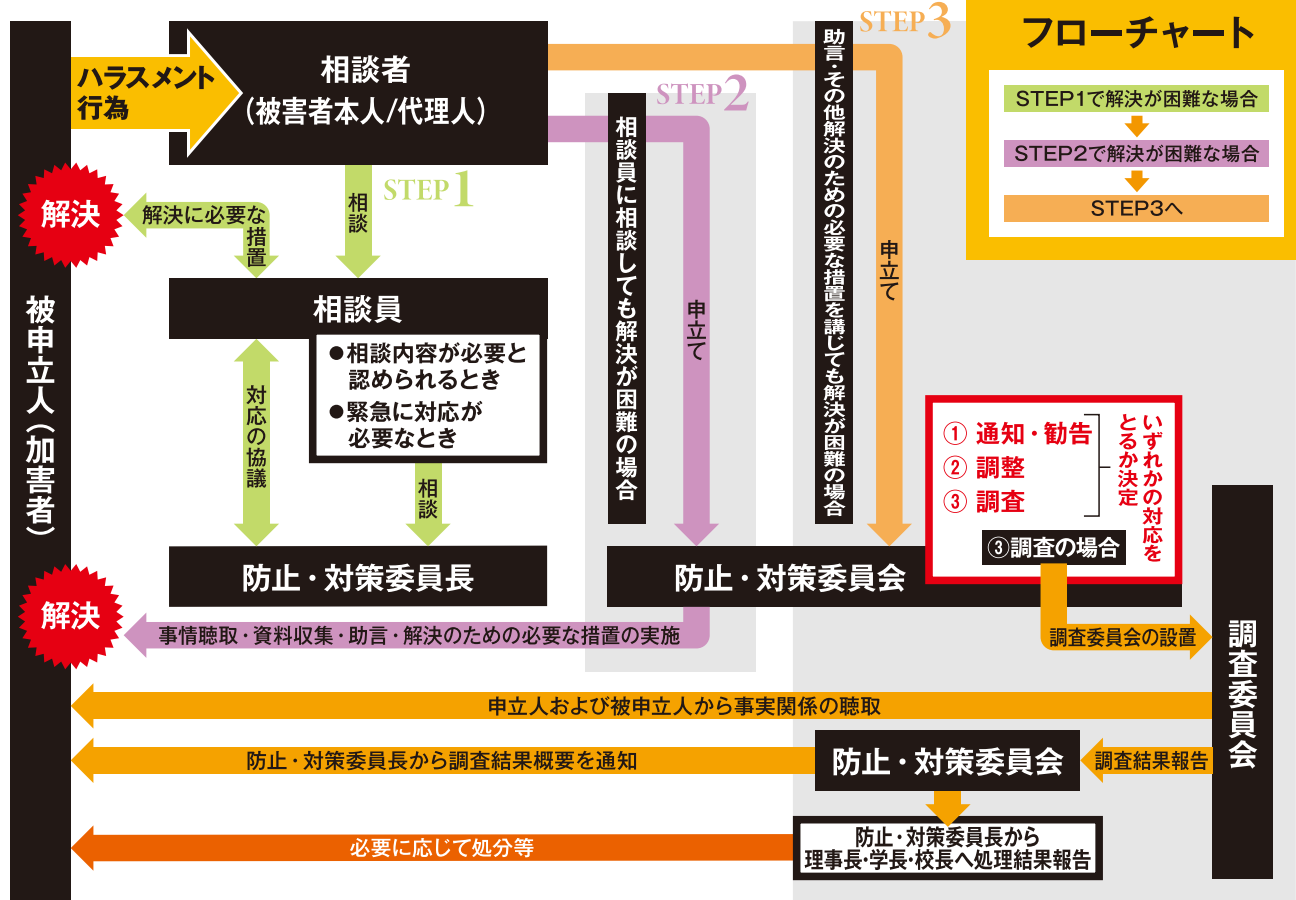 フローチャート
STEP1で解決が困難な場合
STEP2で解決が困難な場合
STEP3へ
ハラスメント
行為
相談者
(被害者本人/代理人)
STEP1
STEP2
STEP3
解決
解決に必要な
措置
相談
相談員
●相談内容が必要と
認められるとき
●緊急に対応が
必要なとき
対応の協議
相談
防止・対策委員長
被申立人(加害者)
相談員に相談しても解決が困難の場合
申立て
助言・その他解決のための必要な措置を講じても解決が困難の場合
申立て
防止・対策委員会
① 通知・勧告
② 調整
③ 調査
いずれかの対応を
とるか決定
③調査の場合
解決
事情聴取・資料収集・助言・解決のための必要な措置の実施
調査委員会の設置
調査委員会
申立人および被申立人から事実関係の聴取
防止・対策委員長から調査結果概要を通知
防止・対策委員会
調査結果報告
必要に応じて処分等
防止・対策委員長から
理事長・学長・校長へ処理結果報告